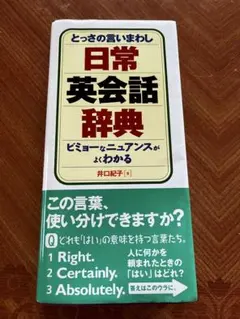 とっさの言いまわし
日常
英会話
辞典
ビミョーなニュアンスが
よくわかる
井口紀子[著]
この言葉、
使い分けできますか?
Qどれも「はい」の意味を持つ言葉たち。
1 Right.
2 Certainly.
3 Absolutely.
人に何かを
頼まれたときの
「はい」はどれ?
答えはこのウラに、